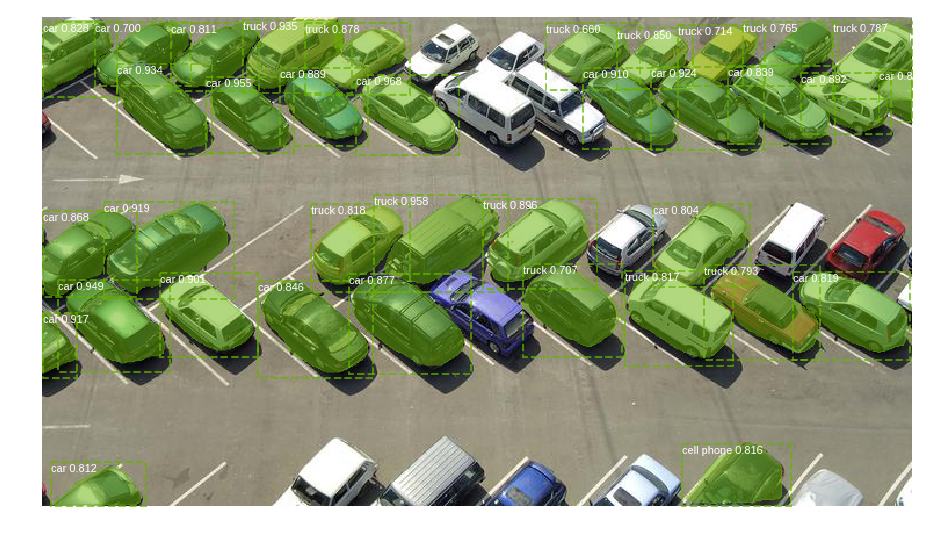 car 0.828
car 0.700
car 0.811
truck 0.935
truck 0.878
truck 0.660
truck 0.850
truck 0.714
truck 0.765
truck 0.787
car 0.934
car 0.955
car 0.889
car 0.968
car 0.910
car 0.924
car 0.839
car 0.892
car 0.8
car 0.868
car 0.919
truck 0.818
truck 0.958
truck 0.896
car 0.804
car 0.949
car 0.901
car 0.846
car 0.877
truck 0.707
truck 0.817
truck 0.793
car 0.819
car 0.917
car 0.812
cell phone 0.816